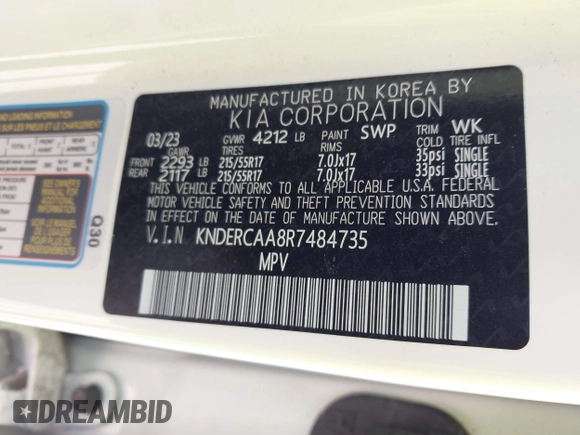 MANUFACTURED IN KOREA BY
KIA CORPORATION
03/23 GVWR 4212 LB PAINT SWP TRIM WK
GAWR TIRES RIMS COLD TIRE INFL
FRONT 2293 LB 215/55R17 7.0Jx17 35psi SINGLE
REAR 2117 LB 215/55R17 7.0Jx17 33psi SINGLE
THIS VEHICLE CONFORMS TO ALL APPLICABLE U.S. FEDERAL
MOTOR VEHICLE SAFETY AND THEFT PREVENTION STANDARDS
IN EFFECT ON THE DATE OF MANUFACTURE SHOWN ABOVE.
V.I.N KNDERCAA8R7484735
MPV
Q30
SEE OWNER'S
DREAMBID